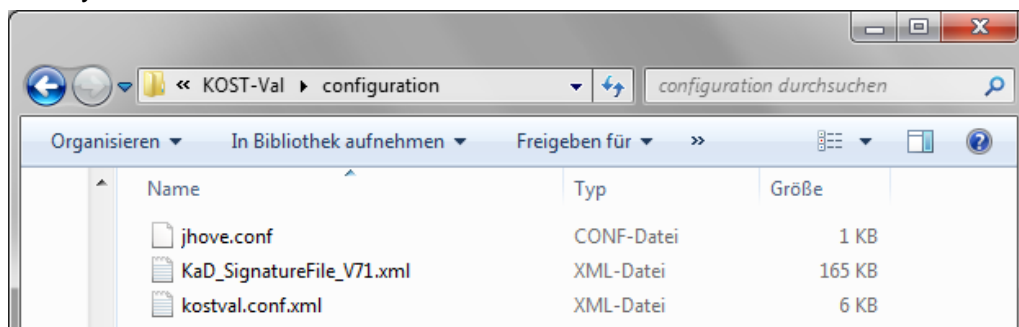 « KOST-Val ▸ configuration configuration durchsuchen
Organisieren ▾ In Bibliothek aufnehmen ▾ Freigeben für ▾ »
Name Typ Größe
jhove.conf CONF-Datei 1 KB
KaD_SignatureFile_V71.xml XML-Datei 165 KB
kostval.conf.xml XML-Datei 6 KB